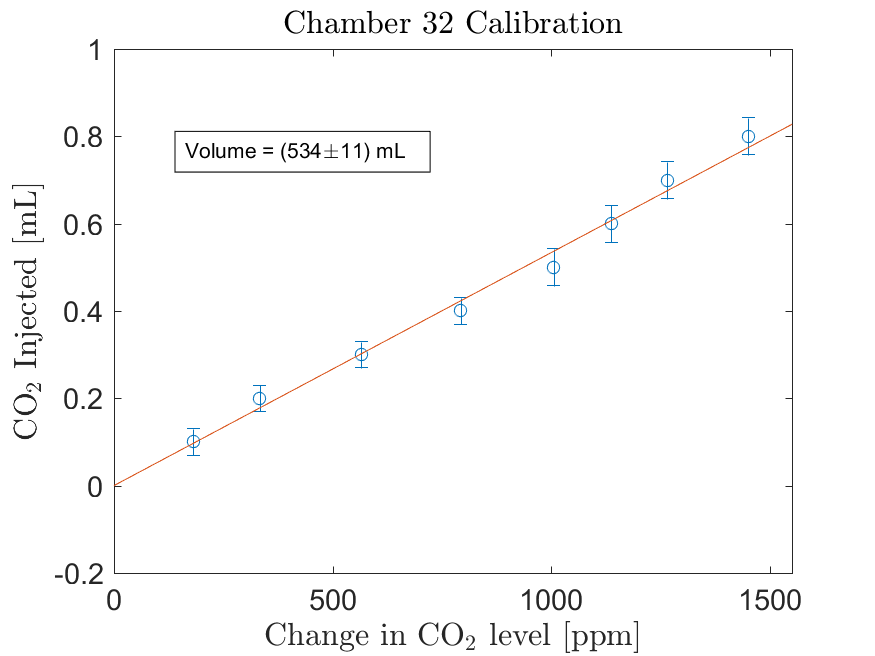 Chamber 32 Calibration
1
0.8
0.6
0.4
0.2
0
-0.2
CO₂ Injected [mL]
Volume = (534±11) mL
0 500 1000 1500
Change in CO₂ level [ppm]